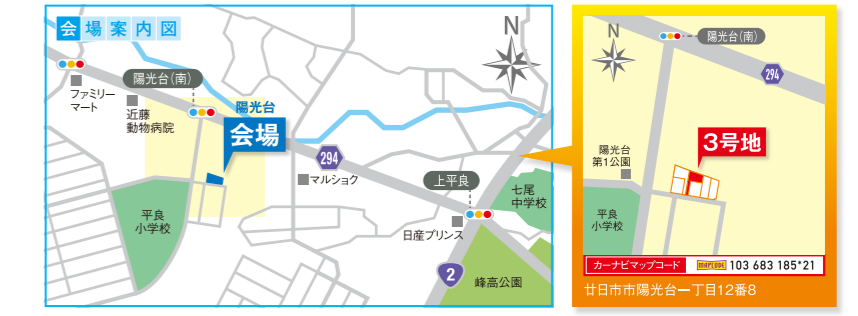 会場案内図
N
陽光台(南)
ファミリー
マート
近藤
動物病院
陽光台
会場
294
マルショク
上平良
七尾
中学校
平良
小学校
日産プリンス
2
峰高公園
N
陽光台(南)
294
3号地
陽光台
第1公園
平良
小学校
カーナビマップコード MAPCODE 103 683 185*21
廿日市市陽光台一丁目12番8